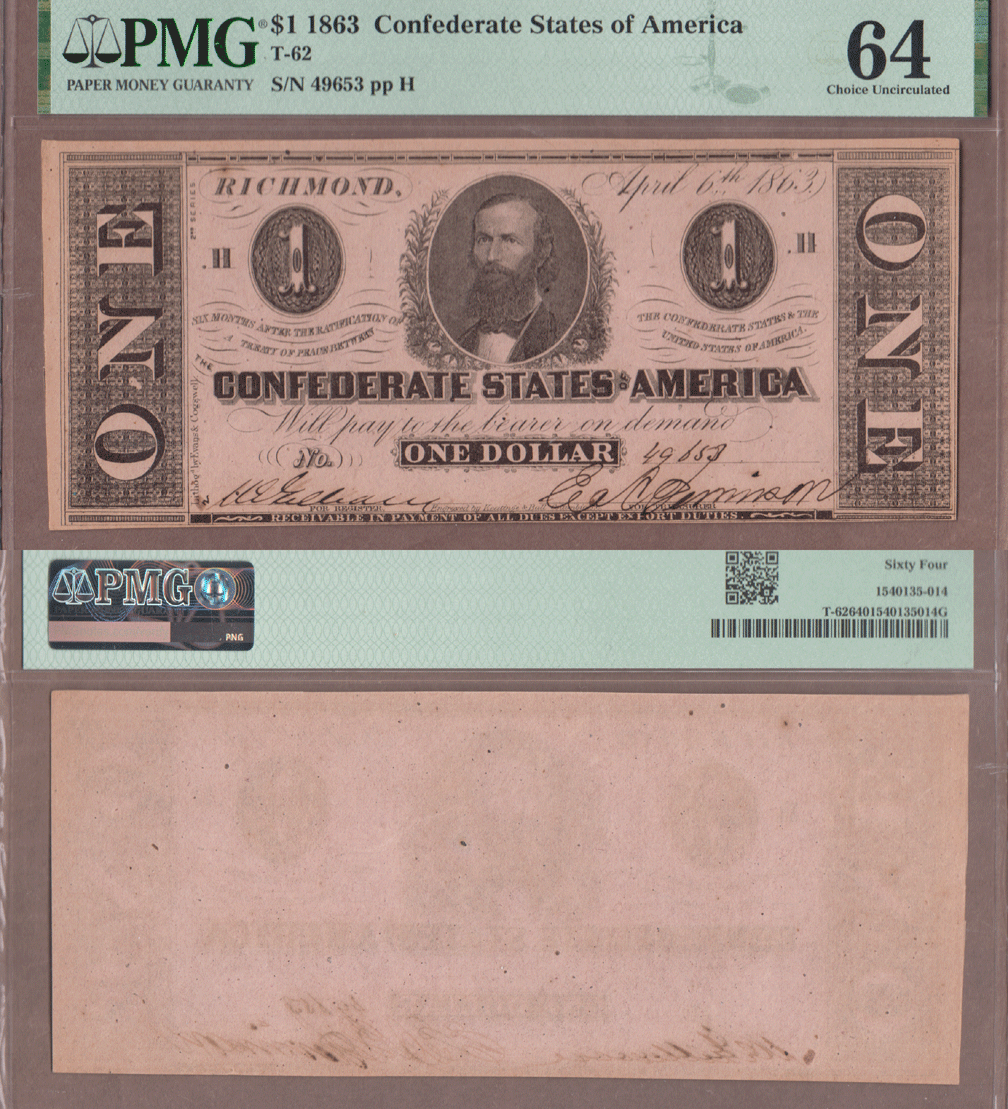 PMG® $1 1863 Confederate States of America 64
PAPER MONEY GUARANTY T-62 Choice Uncirculated
S/N 49653 pp H
RICHMOND, April 6th 1863
2ND SERIES
H 1 1 H
ONE
ONE
SIX MONTHS AFTER THE RATIFICATION OF
A TREATY OF PEACE BETWEEN
THE CONFEDERATE STATES & THE
UNITED STATES OF AMERICA.
THE
CONFEDERATE STATES OF AMERICA
Will pay to the bearer on demand
No. ONE DOLLAR 49653
FOR REGISTER
RECEIVABLE IN PAYMENT OF ALL DUES EXCEPT EXPORT DUTIES.
PMG
PNG
Sixty Four
1540135-014
T-626401540135014G